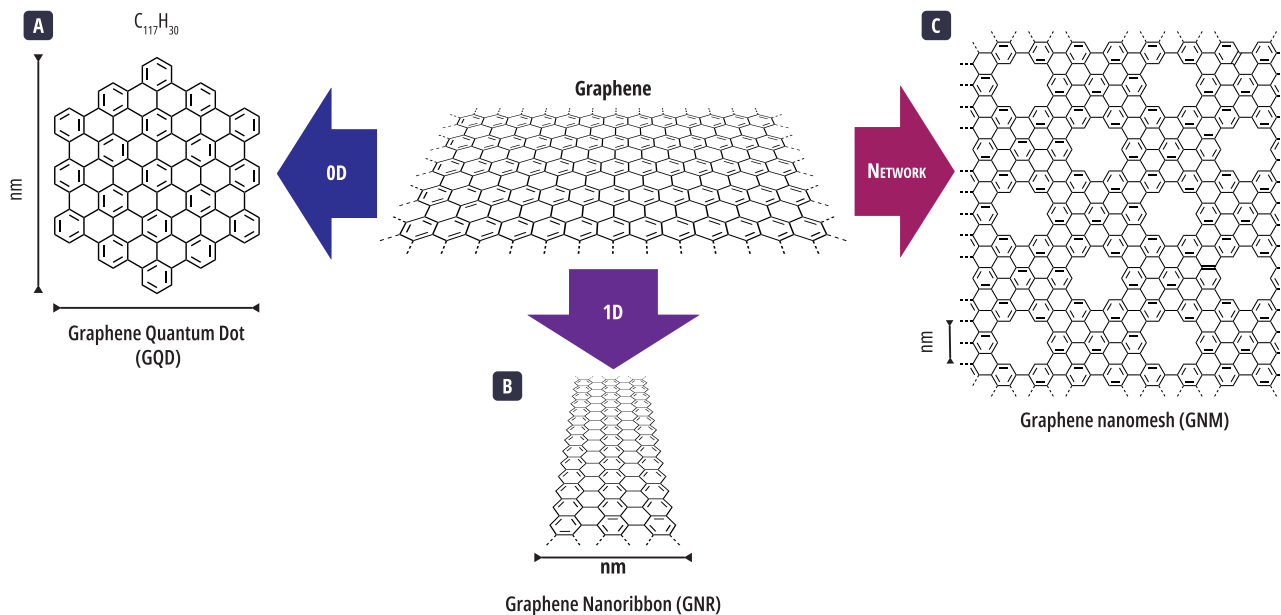 A
C₁₁₇H₃₀
nm
Graphene Quantum Dot
(GQD)
0D
Graphene
1D
NETWORK
B
nm
Graphene Nanoribbon (GNR)
C
nm
Graphene nanomesh (GNM)